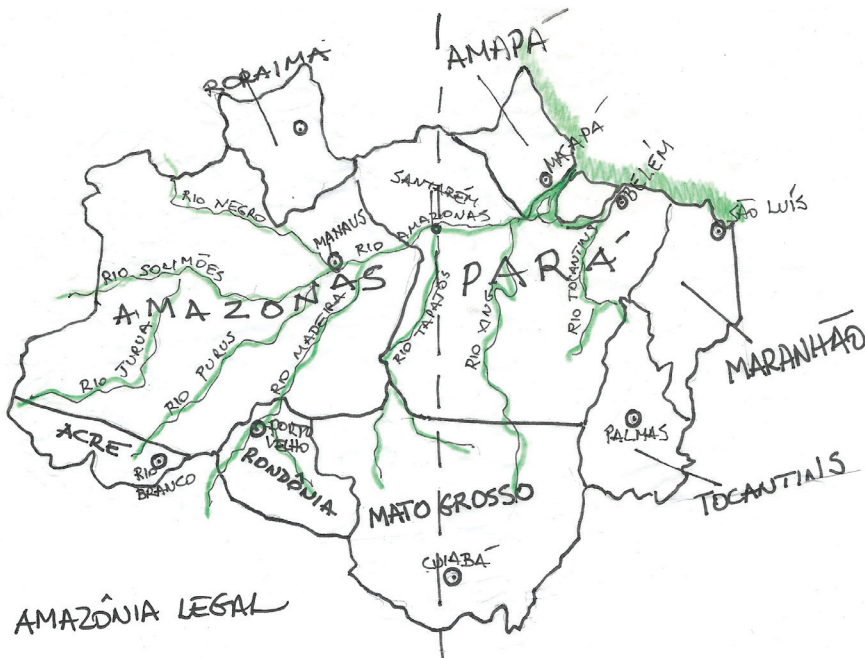 AMAPÁ
RORAIMA
MACAPÁ
BELÉM
SANTARÉM
SÃO LUÍS
RIO NEGRO
MANAUS
RIO AMAZONAS
RIO SOLIMÕES
AMAZONAS
PARÁ
RIO TAPAJÓS
RIO XINGU
RIO TOCANTINS
RIO JURUA
RIO PURUS
RIO MADEIRA
MARANHÃO
ACRE
RIO
BRANCO
PORTO
VELHO
RONDÔNIA
PALMAS
MATO GROSSO
TOCANTINS
CUIABÁ
AMAZÔNIA LEGAL